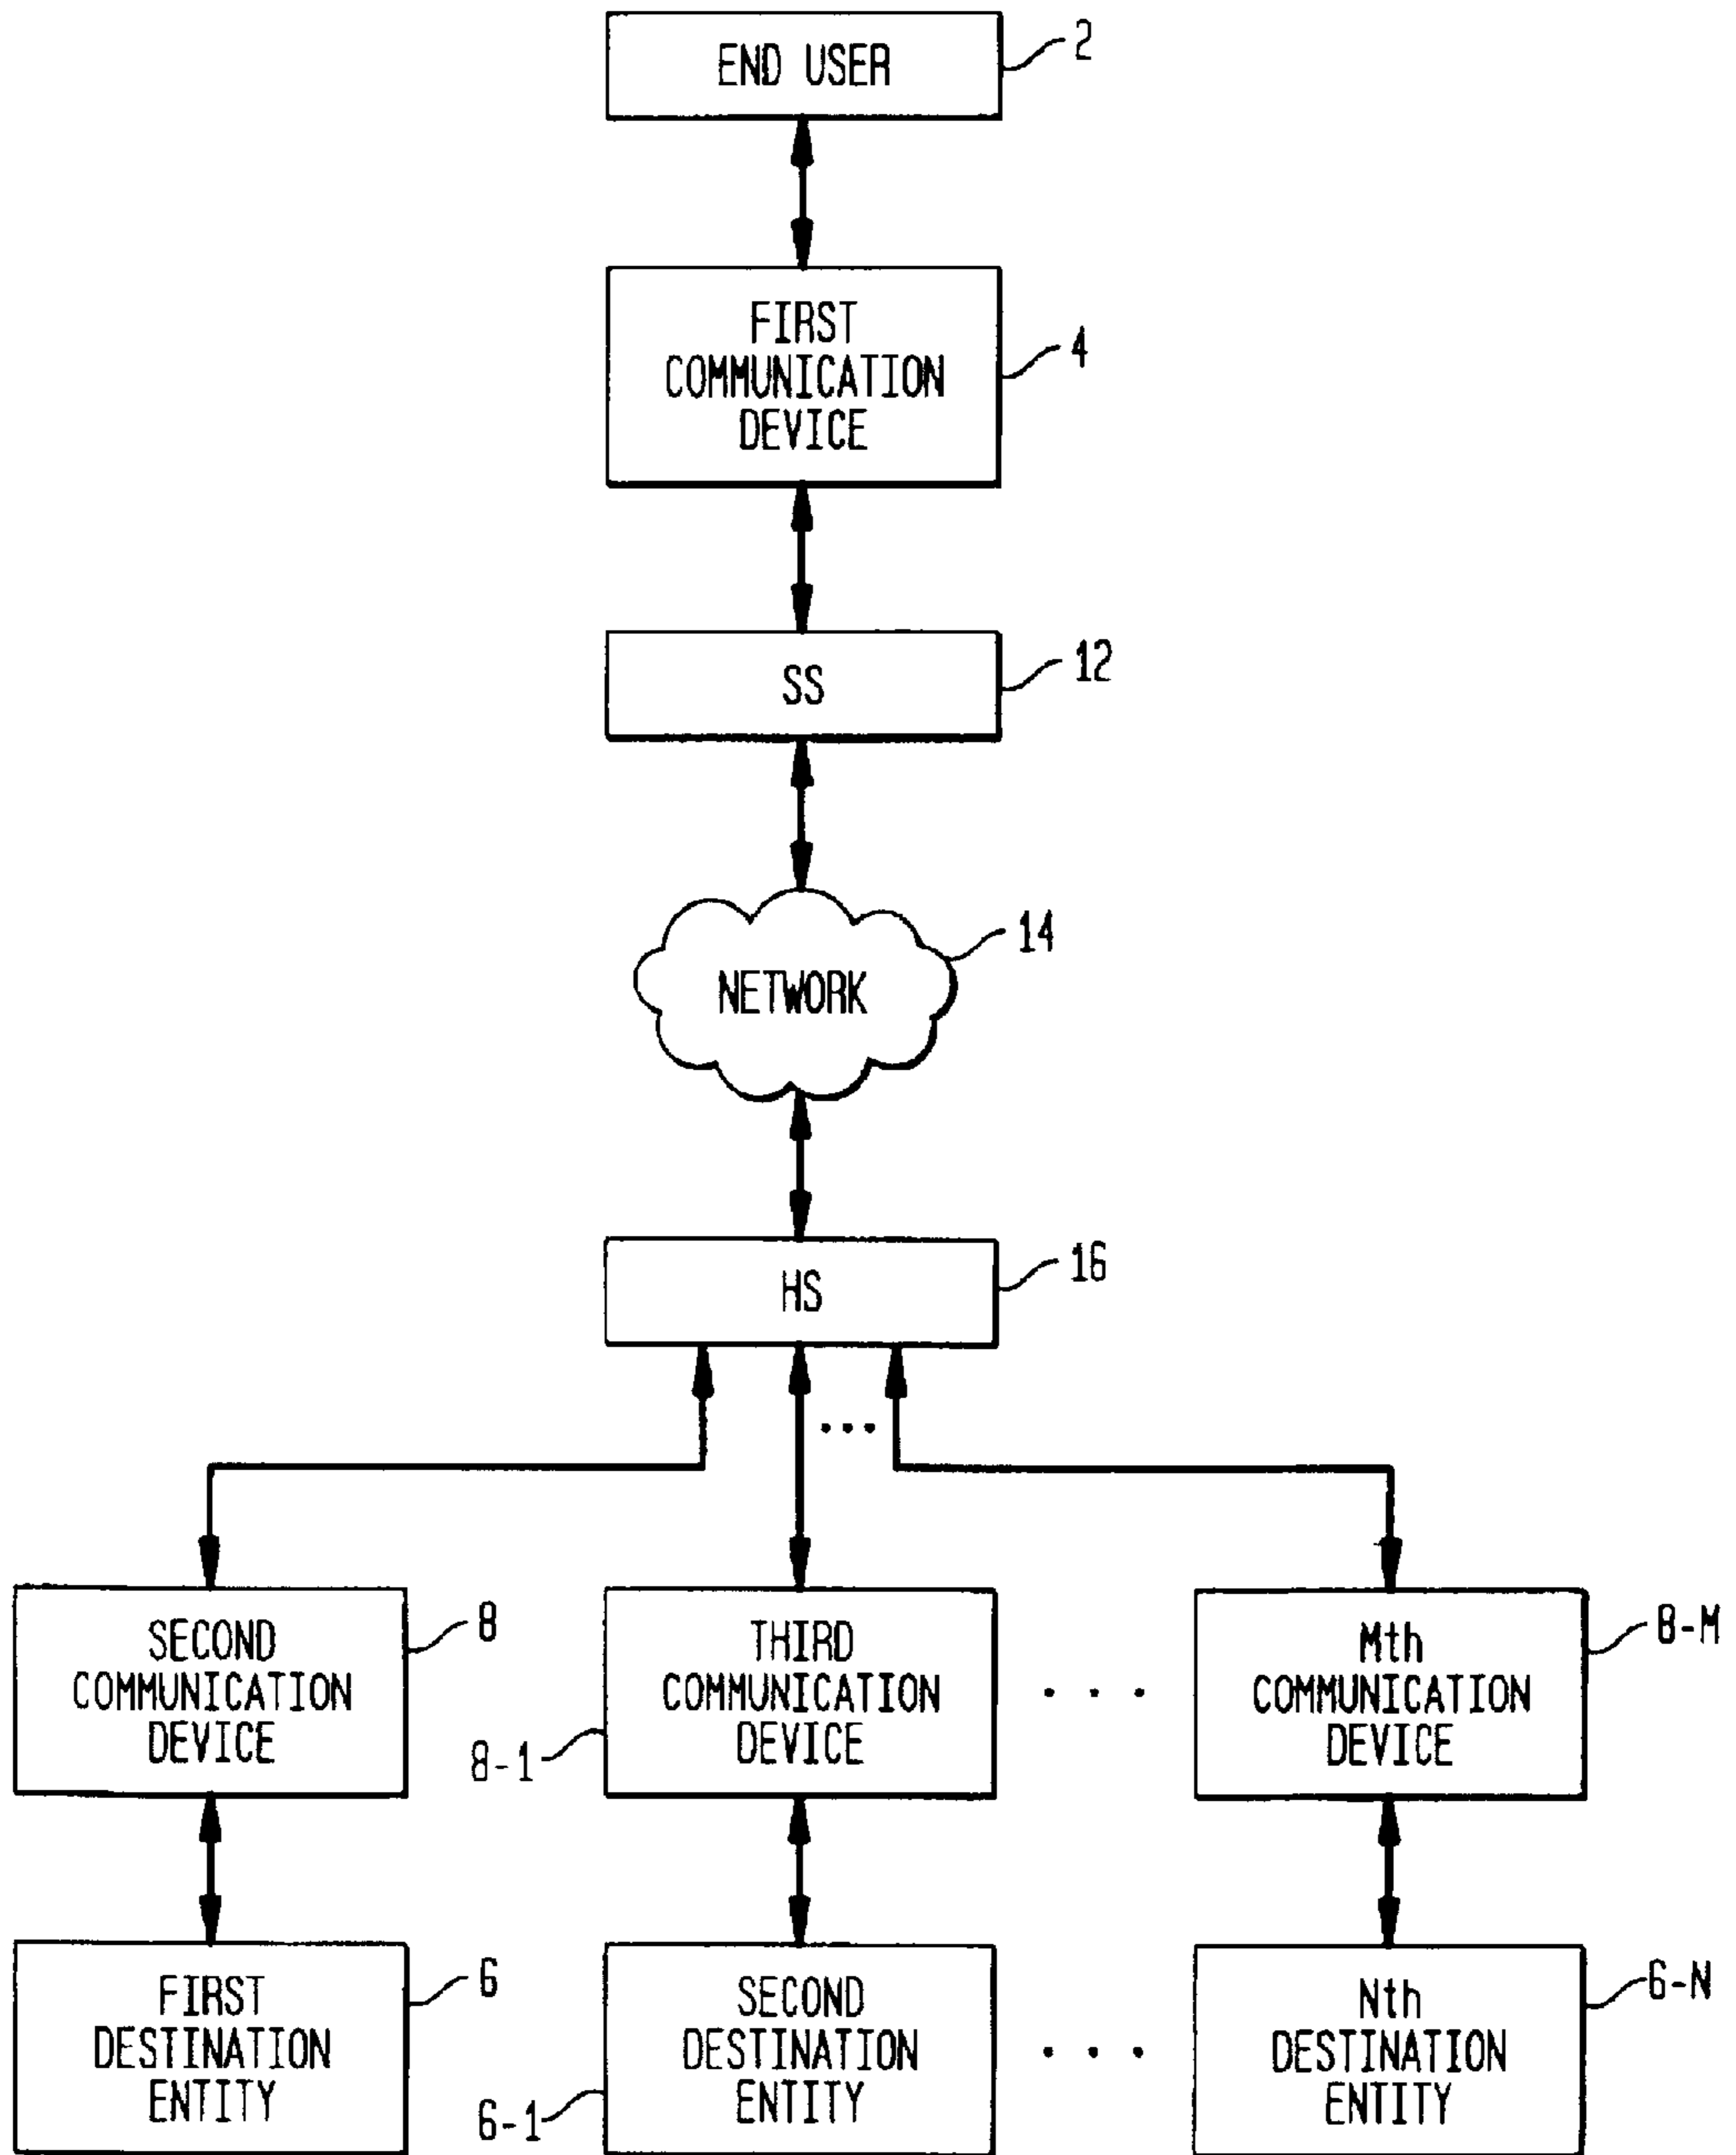 END USER
2
FIRST
COMMUNICATION
DEVICE
4
SS
12
NETWORK
14
HS
16
...
SECOND
COMMUNICATION
DEVICE
8
THIRD
COMMUNICATION
DEVICE
8-1
. . .
Mth
COMMUNICATION
DEVICE
8-M
FIRST
DESTINATION
ENTITY
6
SECOND
DESTINATION
ENTITY
6-1
. . .
Nth
DESTINATION
ENTITY
6-N